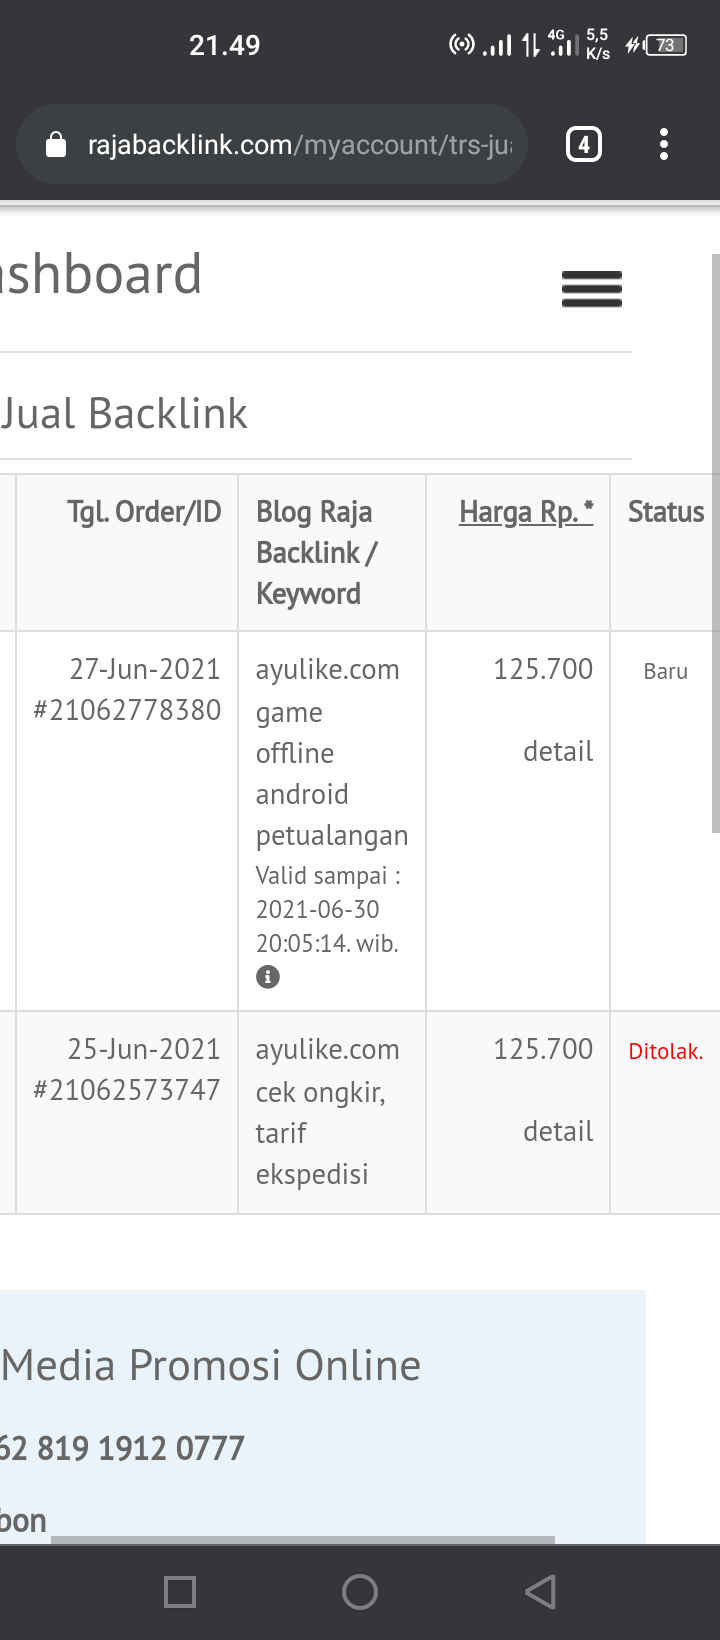 21.49
4G
5,5
K/s
73
rajabacklink.com/myaccount/trs-jua
4
ashboard
Jual Backlink
Tgl. Order/ID
Blog Raja
Backlink /
Keyword
Harga Rp. *
Status
27-Jun-2021
#21062778380
ayulike.com
game
offline
android
petualangan
Valid sampai :
2021-06-30
20:05:14. wib.
125.700
detail
Baru
25-Jun-2021
#21062573747
ayulike.com
cek ongkir,
tarif
ekspedisi
125.700
detail
Ditolak.
Media Promosi Online
62 819 1912 0777
bon